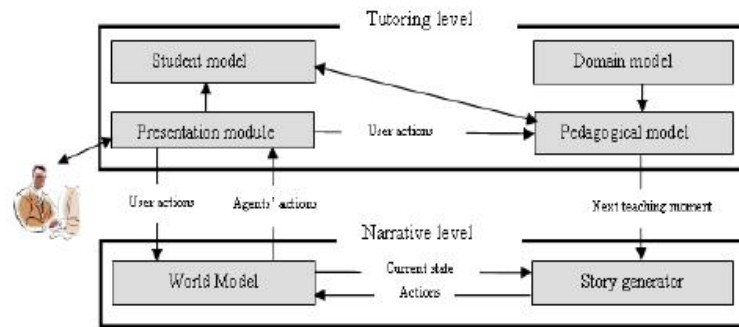 Tutoring level
Student model
Domain model
Presentation module
User actions
Pedagogical model
User actions
Agents' actions
Next teaching moment
Narrative level
World Model
Current state
Story generator
Actions